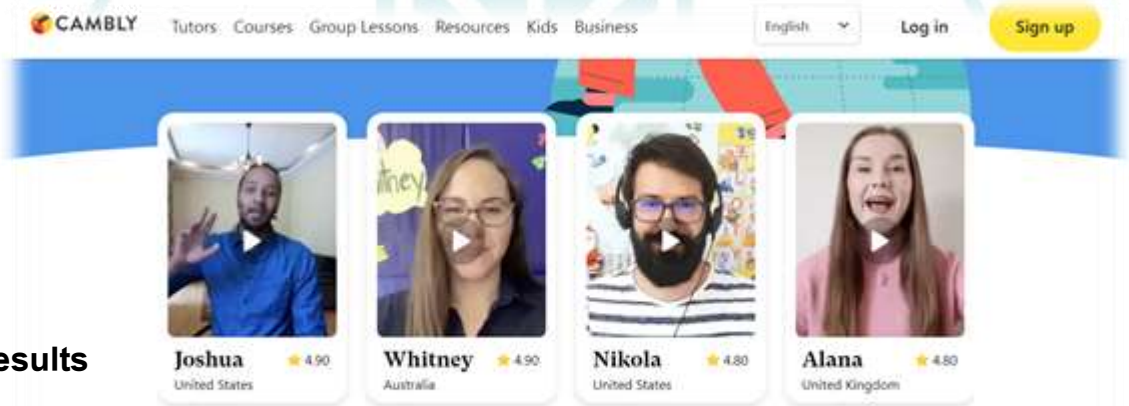 CAMBLY Tutors Courses Group Lessons Resources Kids Business English Log in Sign up
Joshua 4.90
United States
Whitney 4.90
Australia
Nikola 4.80
United States
Alana 4.80
United Kingdom
esults